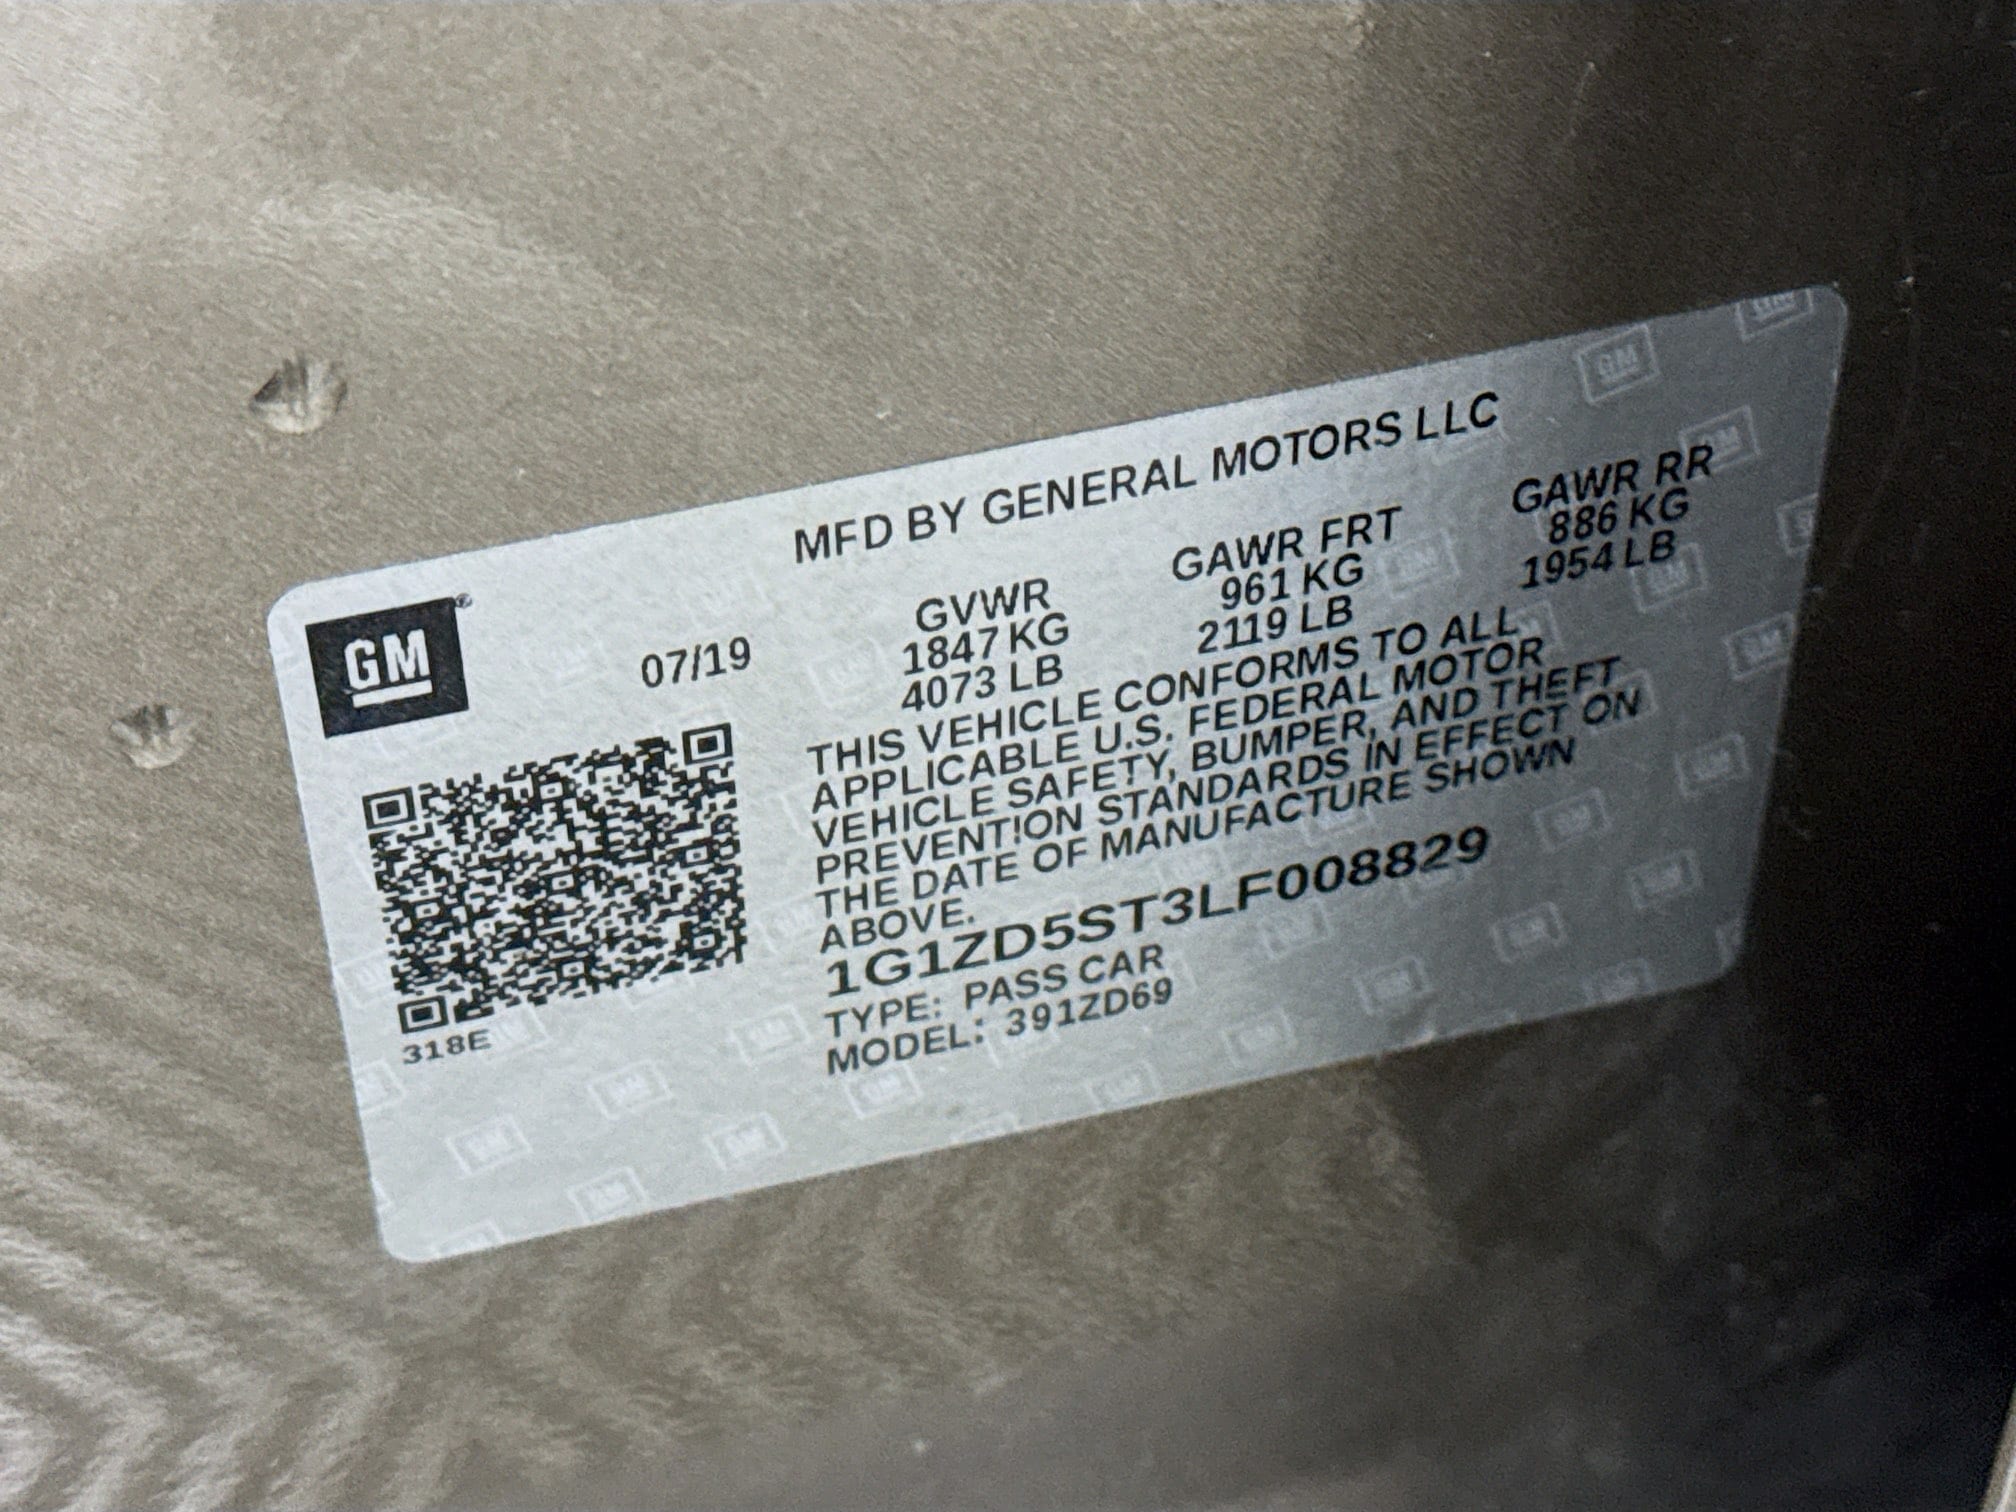 MFD BY GENERAL MOTORS LLC
GM
07/19
GVWR GAWR FRT GAWR RR
1847 KG 961 KG 886 KG
4073 LB 2119 LB 1954 LB
THIS VEHICLE CONFORMS TO ALL
APPLICABLE U.S. FEDERAL MOTOR
VEHICLE SAFETY, BUMPER, AND THEFT
PREVENTION STANDARDS IN EFFECT ON
THE DATE OF MANUFACTURE SHOWN
ABOVE.
1G1ZD5ST3LF008829
TYPE: PASS CAR
MODEL: 391ZD69
318E